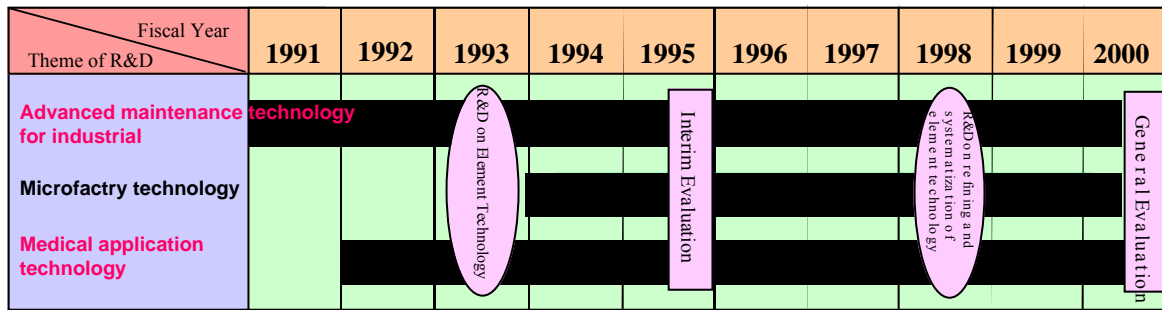 Fiscal Year
Theme of R&D
1991 1992 1993 1994 1995 1996 1997 1998 1999 2000
Advanced maintenance technology
for industrial
Microfactry technology
Medical application
technology
R&D on Element Technology
Interim Evaluation
R&D on refining and
systematization of
element technology
General Evaluation